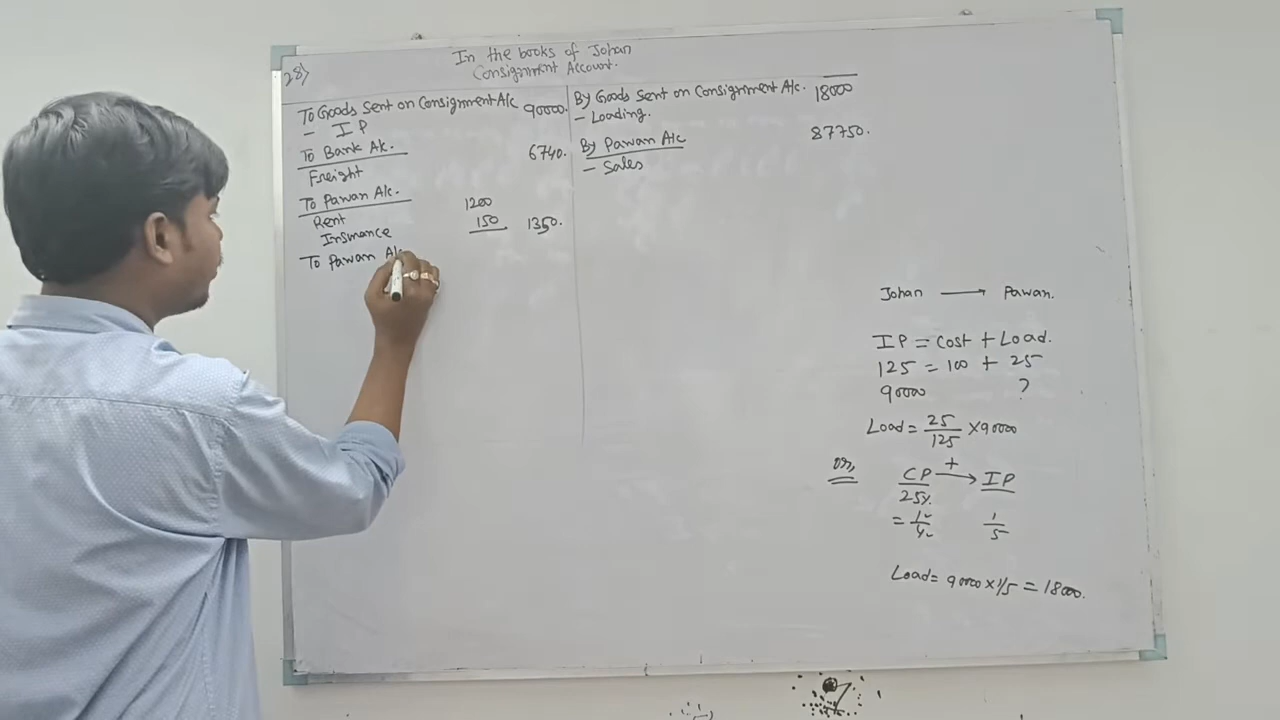 28)
In the books of Johan
Consignment Account.
To Goods Sent on Consignment A/c 90000.
- I P
To Bank A/c. 6740.
Freight
To Pawan A/c.
Rent 1200
Insurance 150 1350.
To Pawan A/c
By Goods Sent on Consignment A/c. 18000
- Loading.
By Pawan A/c 87750.
- Sales
Johan → Pawan.
I P = Cost + Load.
125 = 100 + 25
90000 ?
Load = 25/125 × 90000
or, CP + → I P
25%
= 1/4 1/5
Load = 90000 × 1/5 = 18000.